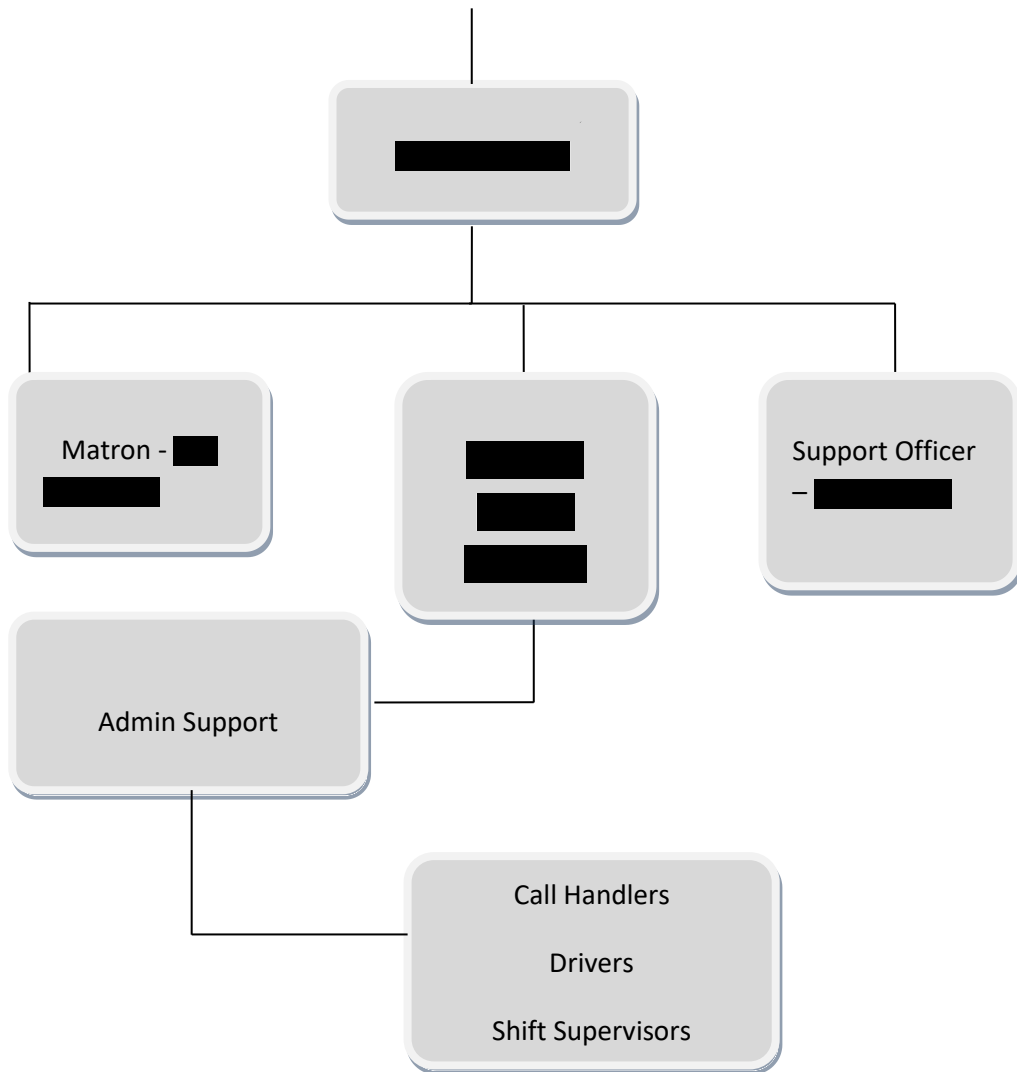 Matron -
Support Officer
–
Admin Support
Call Handlers
Drivers
Shift Supervisors